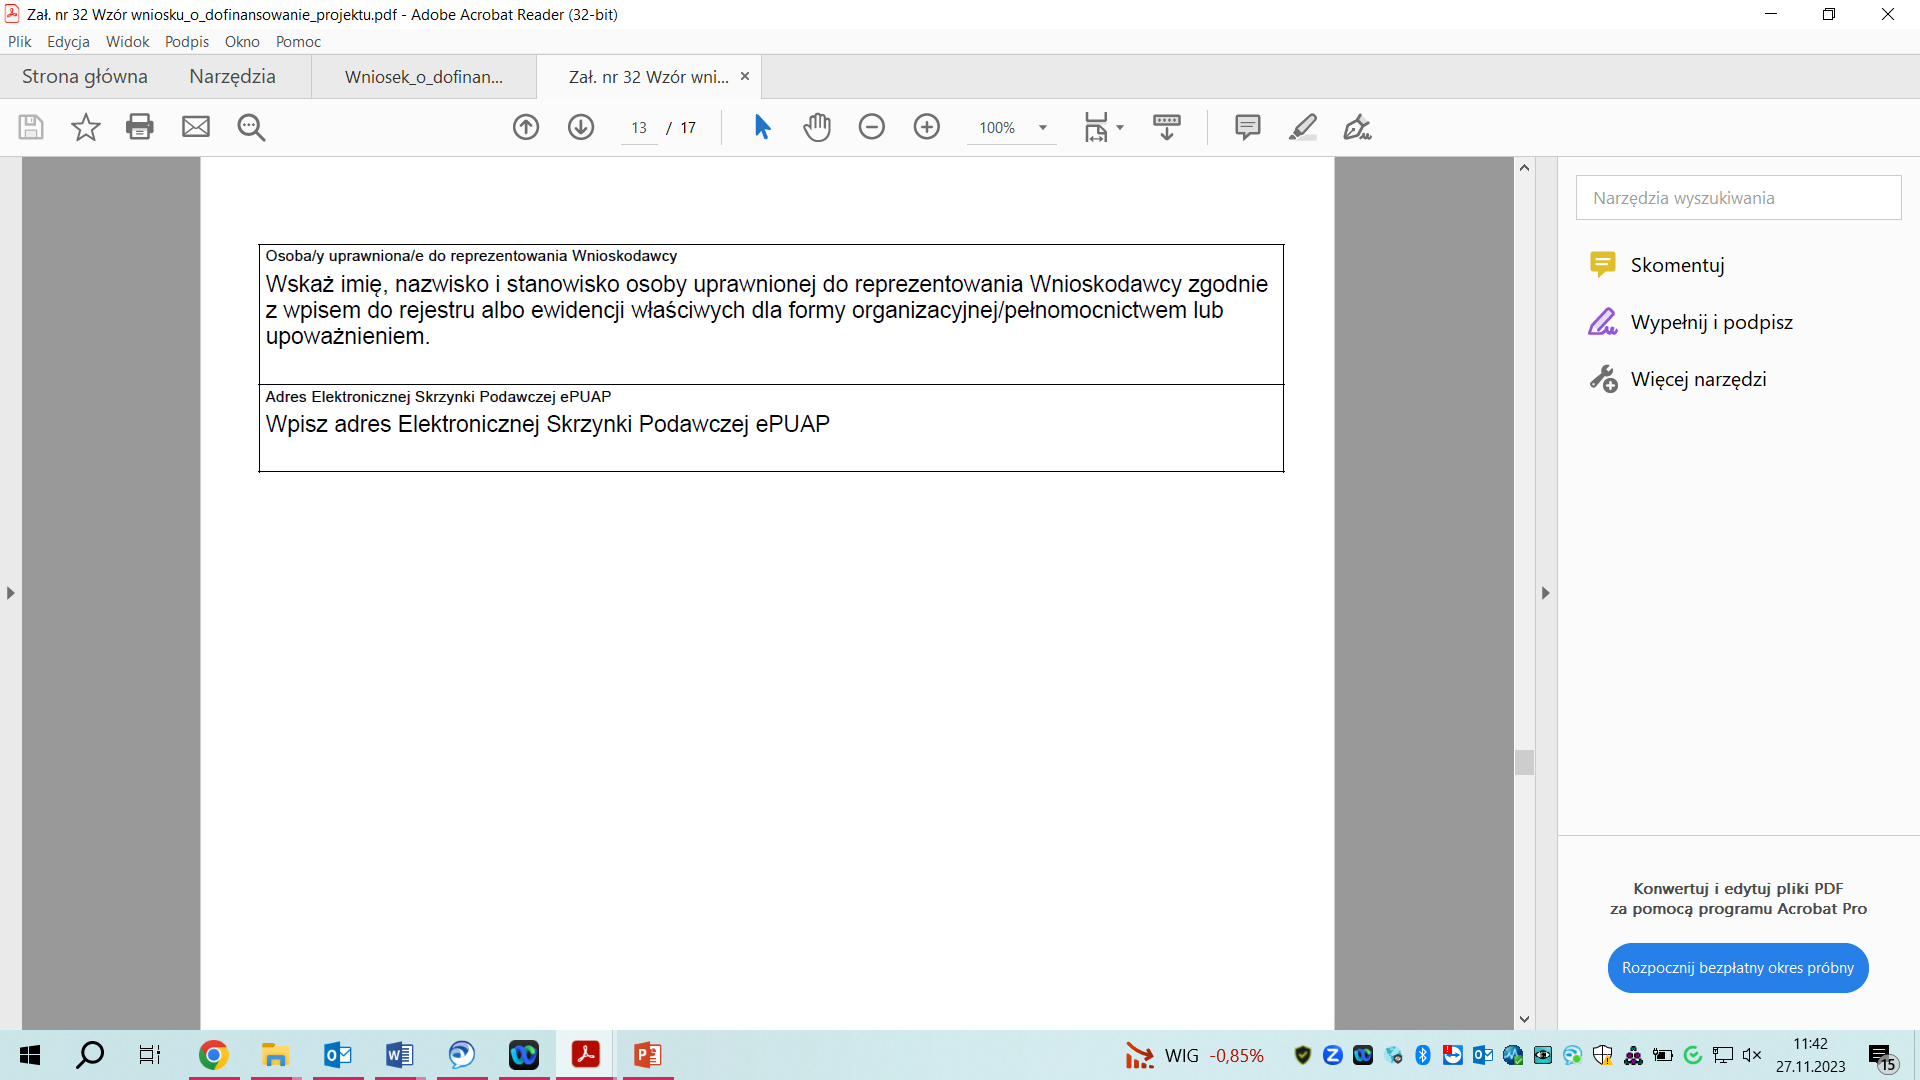 Zał. nr 32 Wzór wniosku_o_dofinansowanie_projektu.pdf - Adobe Acrobat Reader (32-bit)
Plik Edycja Widok Podpis Okno Pomoc
Strona główna Narzędzia Wniosek_o_dofinan... Zał. nr 32 Wzór wni...
13 / 17 100%
Osoba/y uprawniona/e do reprezentowania Wnioskodawcy
Wskaż imię, nazwisko i stanowisko osoby uprawnionej do reprezentowania Wnioskodawcy zgodnie
z wpisem do rejestru albo ewidencji właściwych dla formy organizacyjnej/pełnomocnictwem lub
upoważnieniem.
Adres Elektronicznej Skrzynki Podawczej ePUAP
Wpisz adres Elektronicznej Skrzynki Podawczej ePUAP
Narzędzia wyszukiwania
Skomentuj
Wypełnij i podpisz
Więcej narzędzi
Konwertuj i edytuj pliki PDF
za pomocą programu Acrobat Pro
Rozpocznij bezpłatny okres próbny
WIG -0,85%
11:42
27.11.2023
15